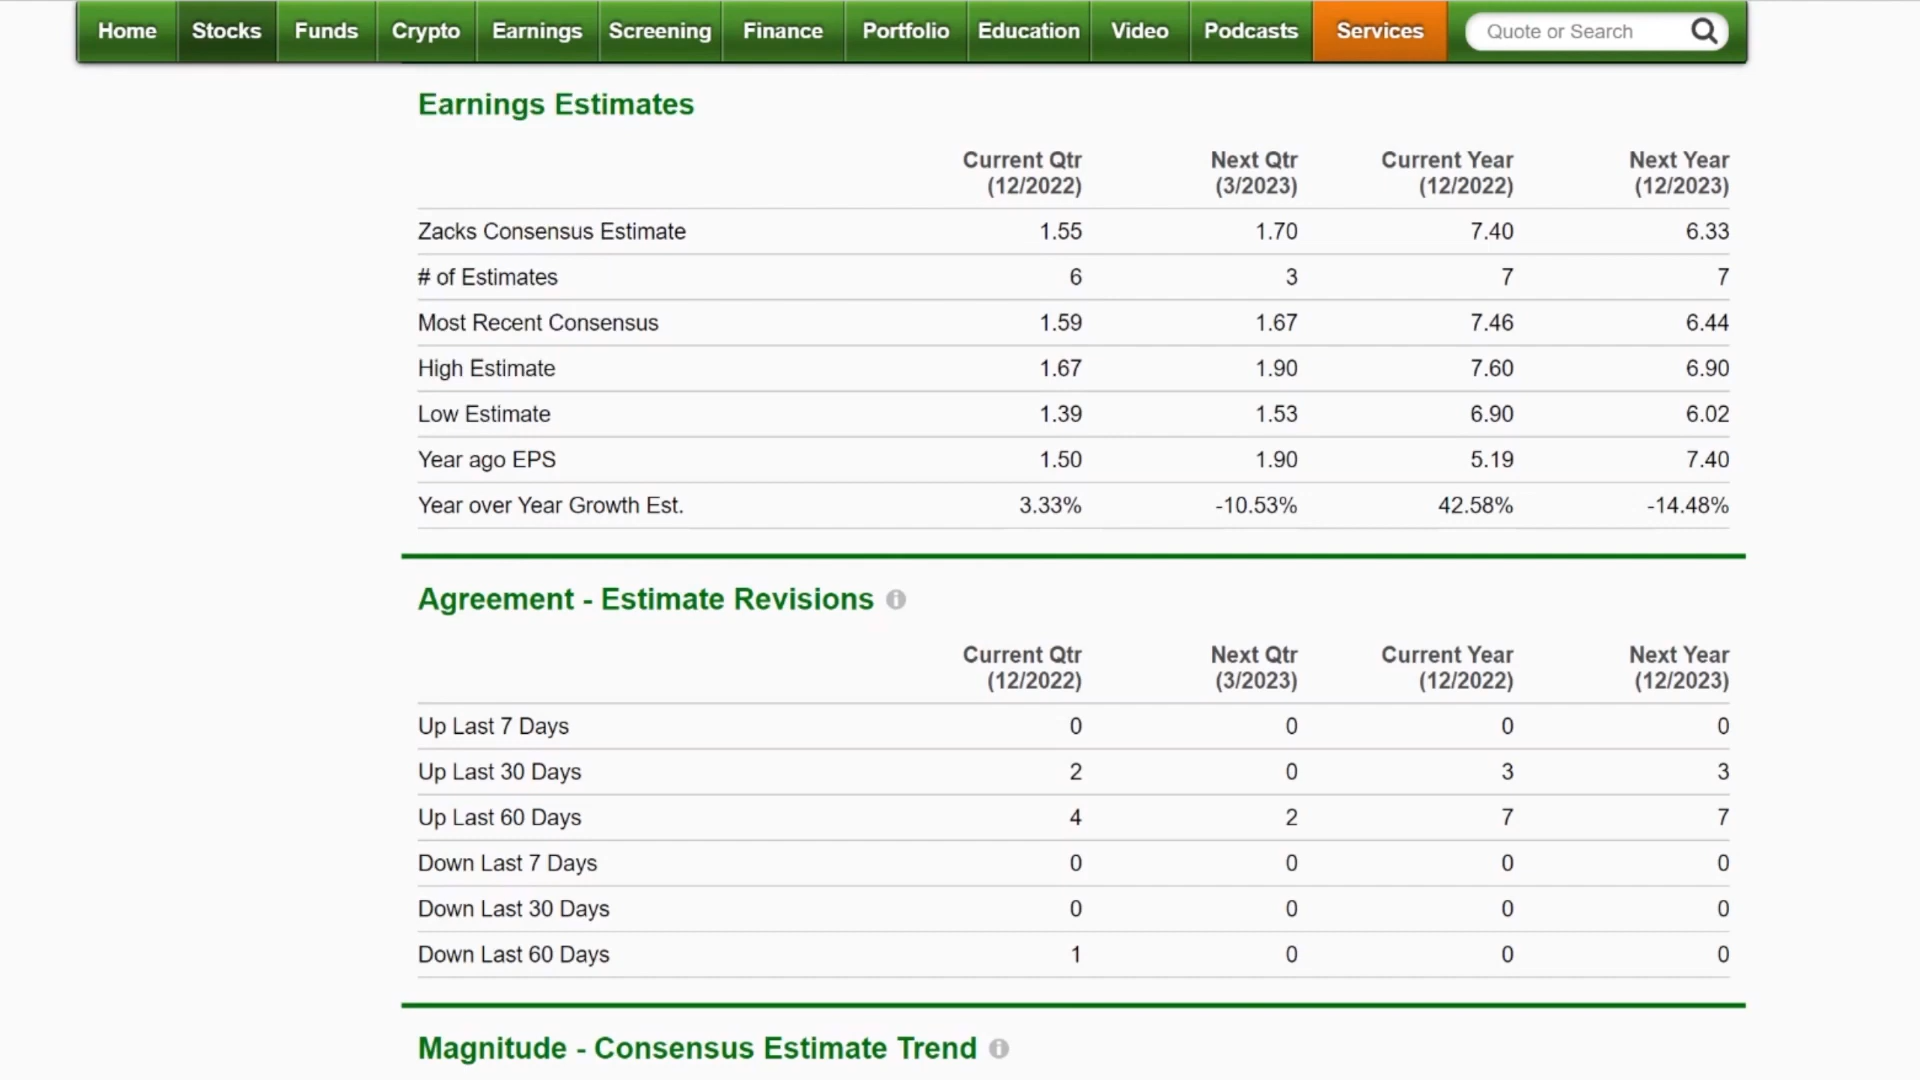 Home Stocks Funds Crypto Earnings Screening Finance Portfolio Education Video Podcasts Services Quote or Search
Earnings Estimates
Current Qtr Next Qtr Current Year Next Year
(12/2022) (3/2023) (12/2022) (12/2023)
Zacks Consensus Estimate 1.55 1.70 7.40 6.33
# of Estimates 6 3 7 7
Most Recent Consensus 1.59 1.67 7.46 6.44
High Estimate 1.67 1.90 7.60 6.90
Low Estimate 1.39 1.53 6.90 6.02
Year ago EPS 1.50 1.90 5.19 7.40
Year over Year Growth Est. 3.33% -10.53% 42.58% -14.48%
Agreement - Estimate Revisions
Current Qtr Next Qtr Current Year Next Year
(12/2022) (3/2023) (12/2022) (12/2023)
Up Last 7 Days 0 0 0 0
Up Last 30 Days 2 0 3 3
Up Last 60 Days 4 2 7 7
Down Last 7 Days 0 0 0 0
Down Last 30 Days 0 0 0 0
Down Last 60 Days 1 0 0 0
Magnitude - Consensus Estimate Trend